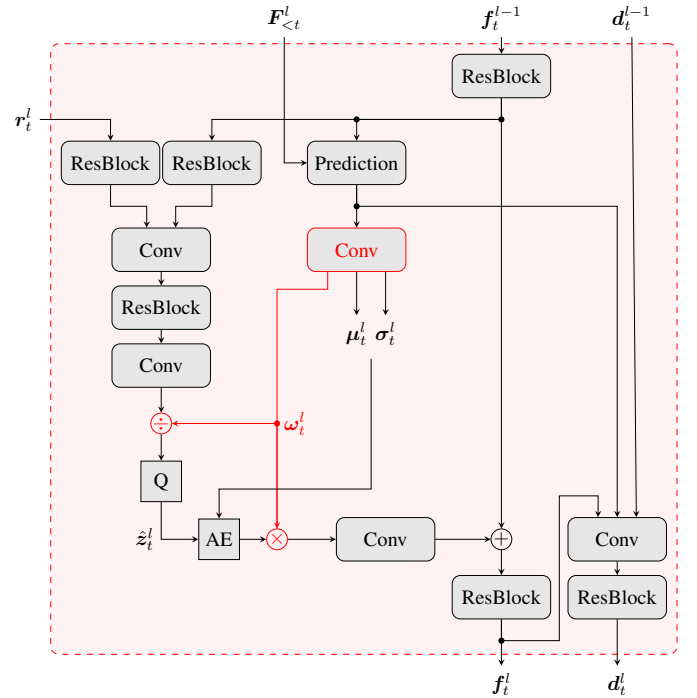 F^l_{<t} f^{l-1}_t d^{l-1}_t
ResBlock
r^l_t
ResBlock ResBlock Prediction
Conv Conv
ResBlock
μ^l_t σ^l_t
Conv
÷ ω^l_t
Q
ẑ^l_t AE × Conv + Conv
ResBlock ResBlock
f^l_t d^l_t